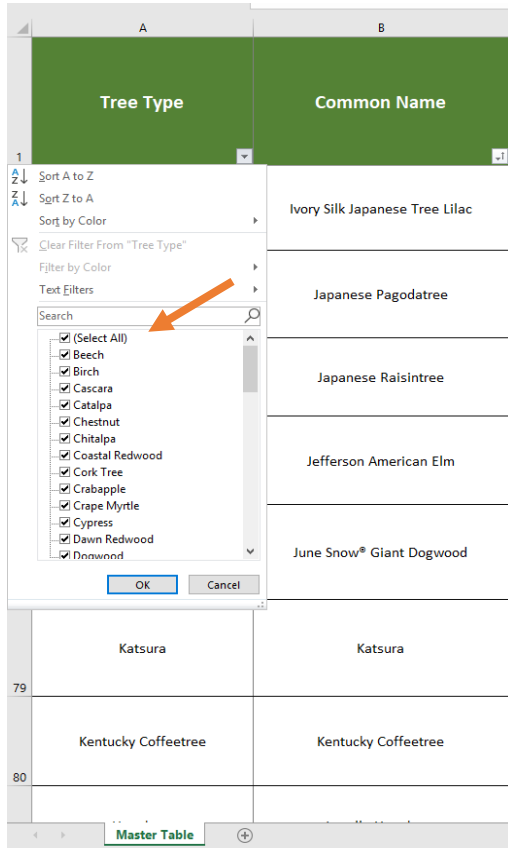 A B
Tree Type Common Name
1
Sort A to Z
Sort Z to A
Sort by Color
Clear Filter From "Tree Type"
Filter by Color
Text Filters
Search
(Select All)
Beech
Birch
Cascara
Catalpa
Chestnut
Chitalpa
Coastal Redwood
Cork Tree
Crabapple
Crape Myrtle
Cypress
Dawn Redwood
Dogwood
OK Cancel
Ivory Silk Japanese Tree Lilac
Japanese Pagodatree
Japanese Raisintree
Jefferson American Elm
June Snow® Giant Dogwood
Katsura Katsura
79
Kentucky Coffeetree Kentucky Coffeetree
80
Master Table